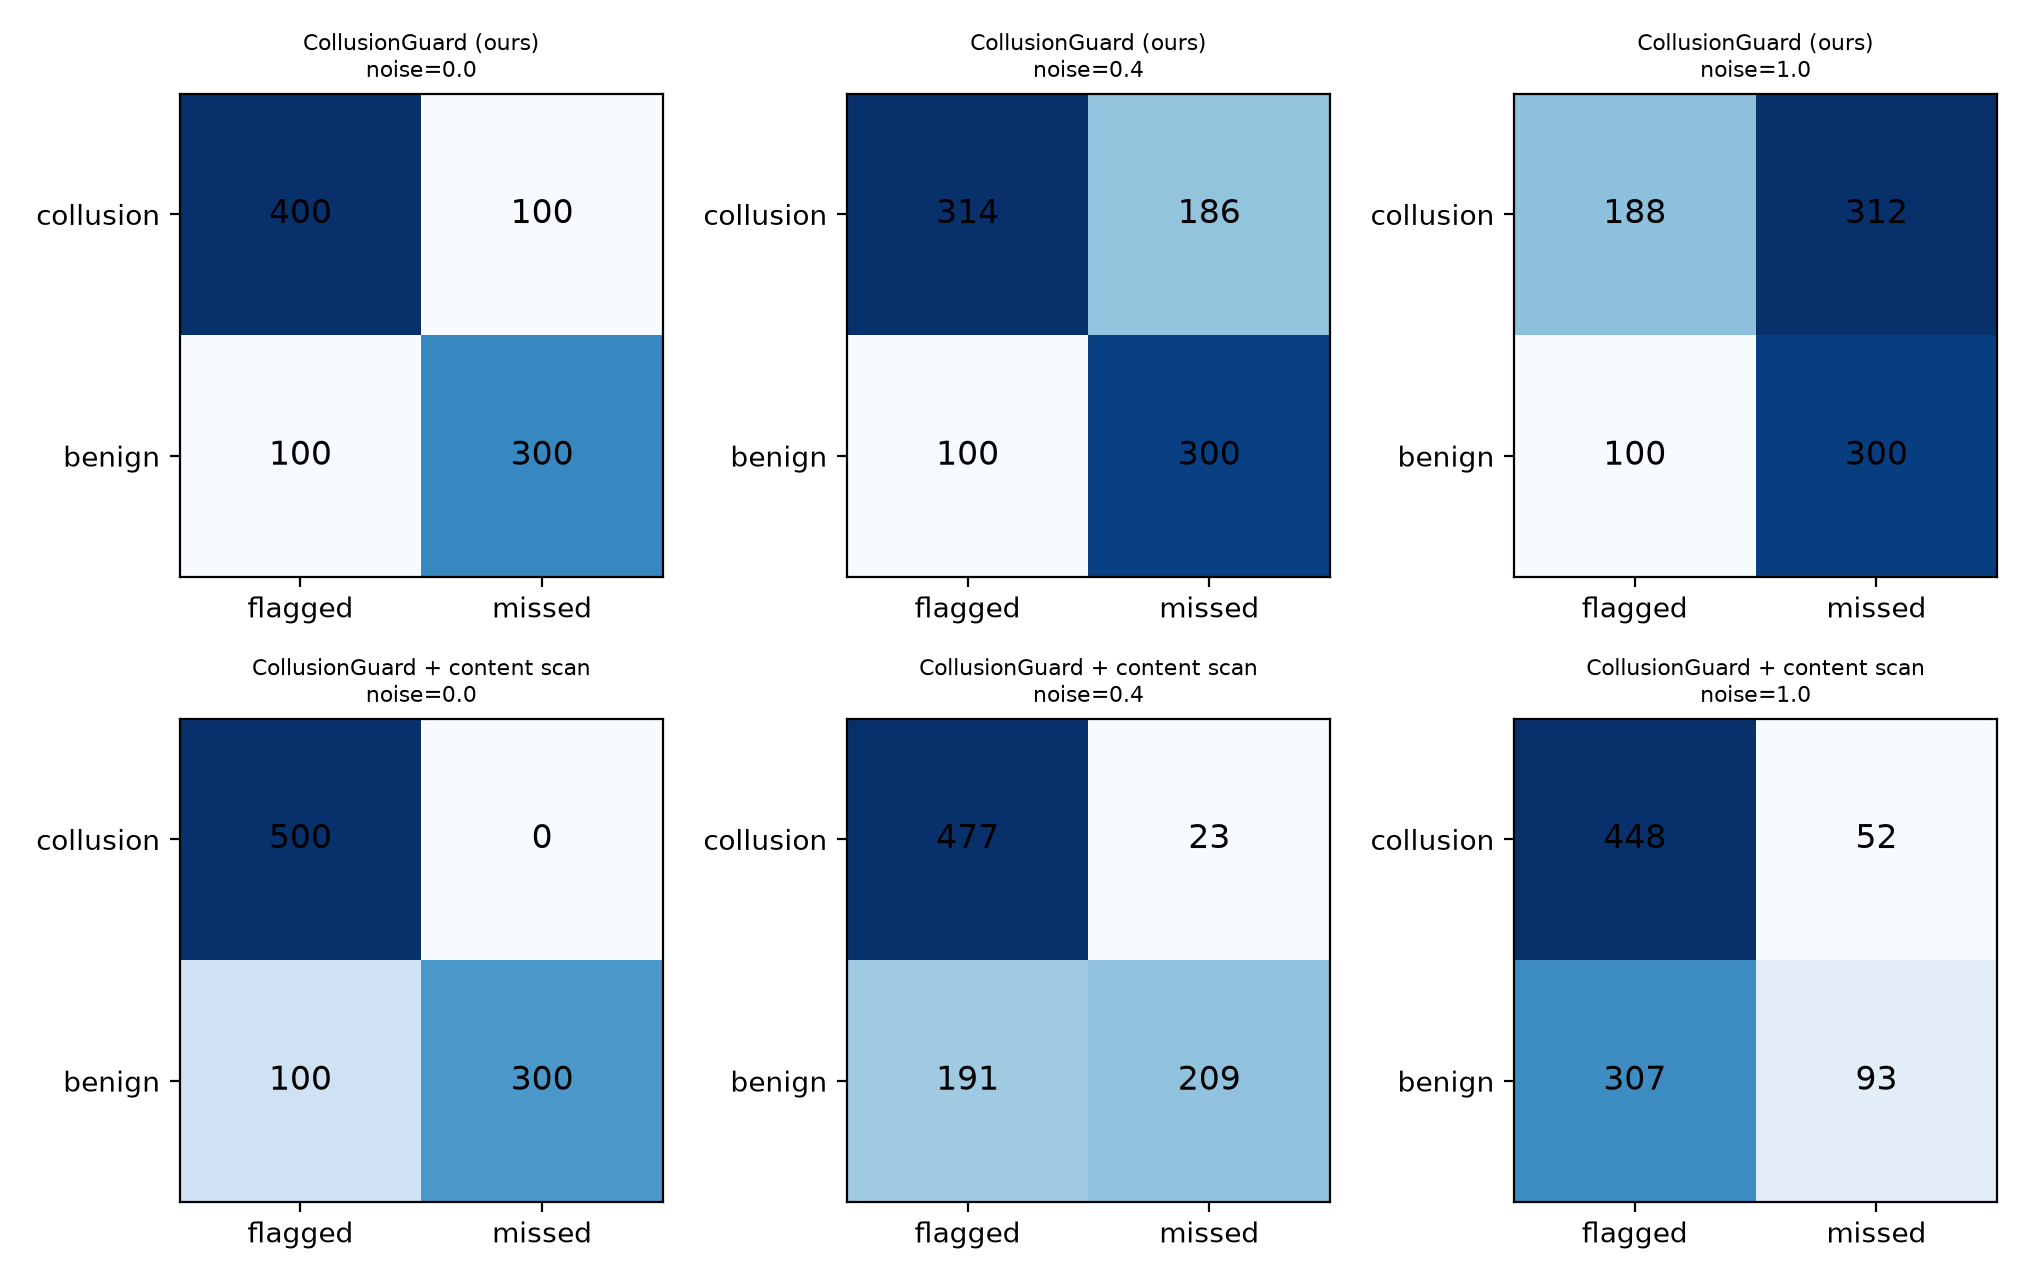 CollusionGuard (ours)
noise=0.0
collusion
400
100
benign
100
300
flagged
missed
CollusionGuard (ours)
noise=0.4
collusion
314
186
benign
100
300
flagged
missed
CollusionGuard (ours)
noise=1.0
collusion
188
312
benign
100
300
flagged
missed
CollusionGuard + content scan
noise=0.0
collusion
500
0
benign
100
300
flagged
missed
CollusionGuard + content scan
noise=0.4
collusion
477
23
benign
191
209
flagged
missed
CollusionGuard + content scan
noise=1.0
collusion
448
52
benign
307
93
flagged
missed